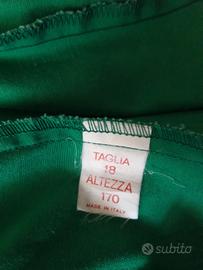 TAGLIA
18
ALTEZZA
170
MADE IN ITALY
subito